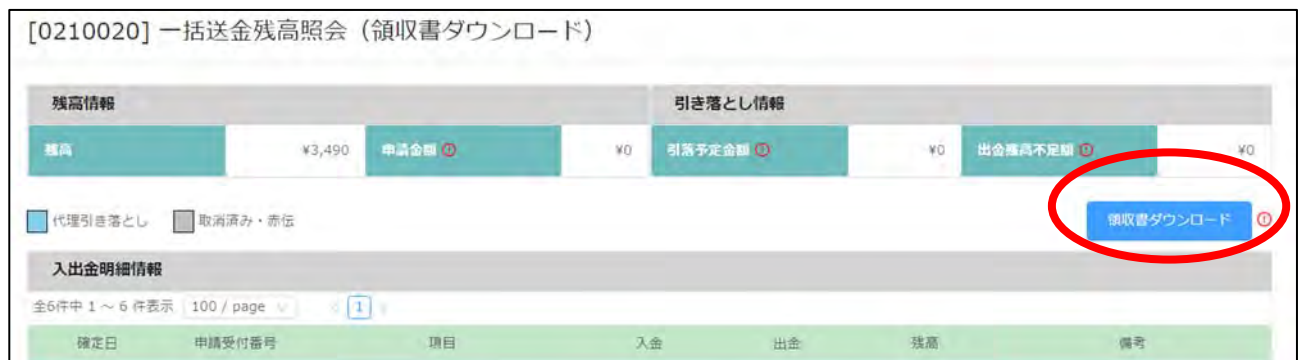 [0210020] 一括送金残高照会（領収書ダウンロード）
残高情報 引き落とし情報
残高 ¥3,490 申請金額 ¥0 引落予定金額 ¥0 出金残高不足額 ¥0
代理引き落とし 取消済み・赤伝 領収書ダウンロード
入出金明細情報
全6件中 1 ～ 6 件表示 100 / page 1
確定日 申請受付番号 項目 入金 出金 残高 備考